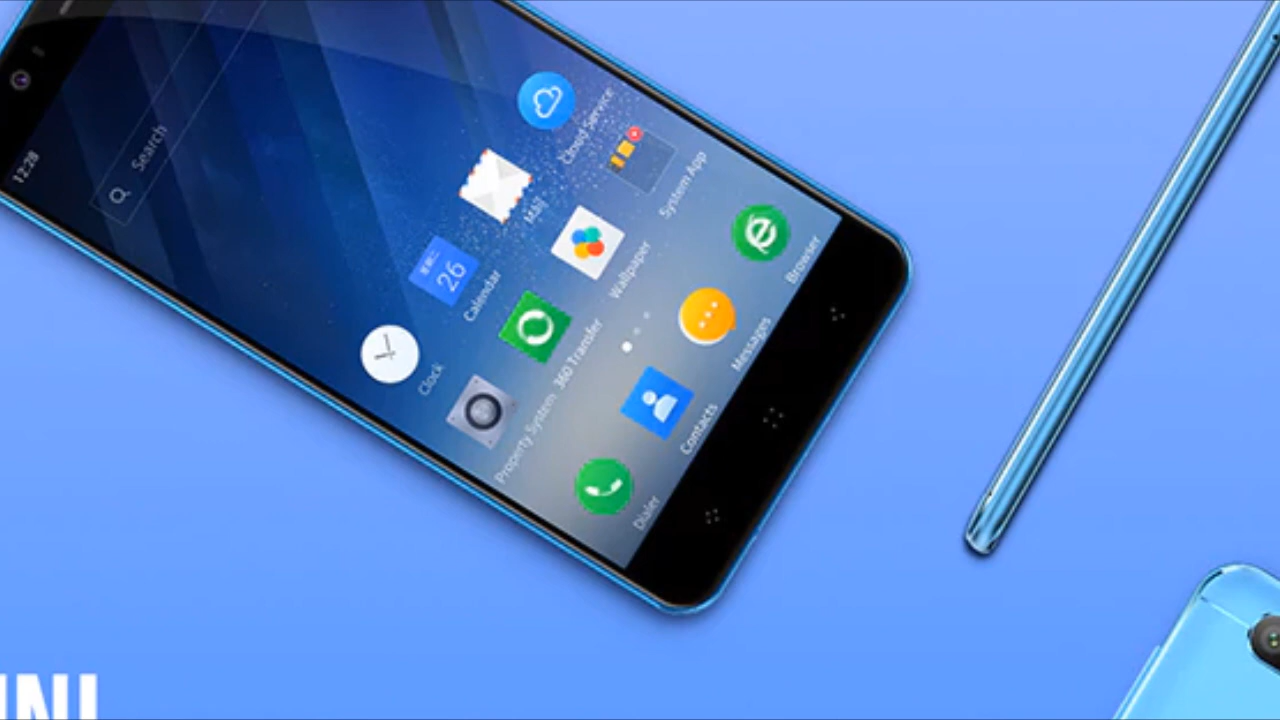 12:28
Search
Cloud Service
Mail
26
Calendar
Clock
System App
Wallpaper
360 Transfer
Property System
Browser
Messages
Contacts
Dialer